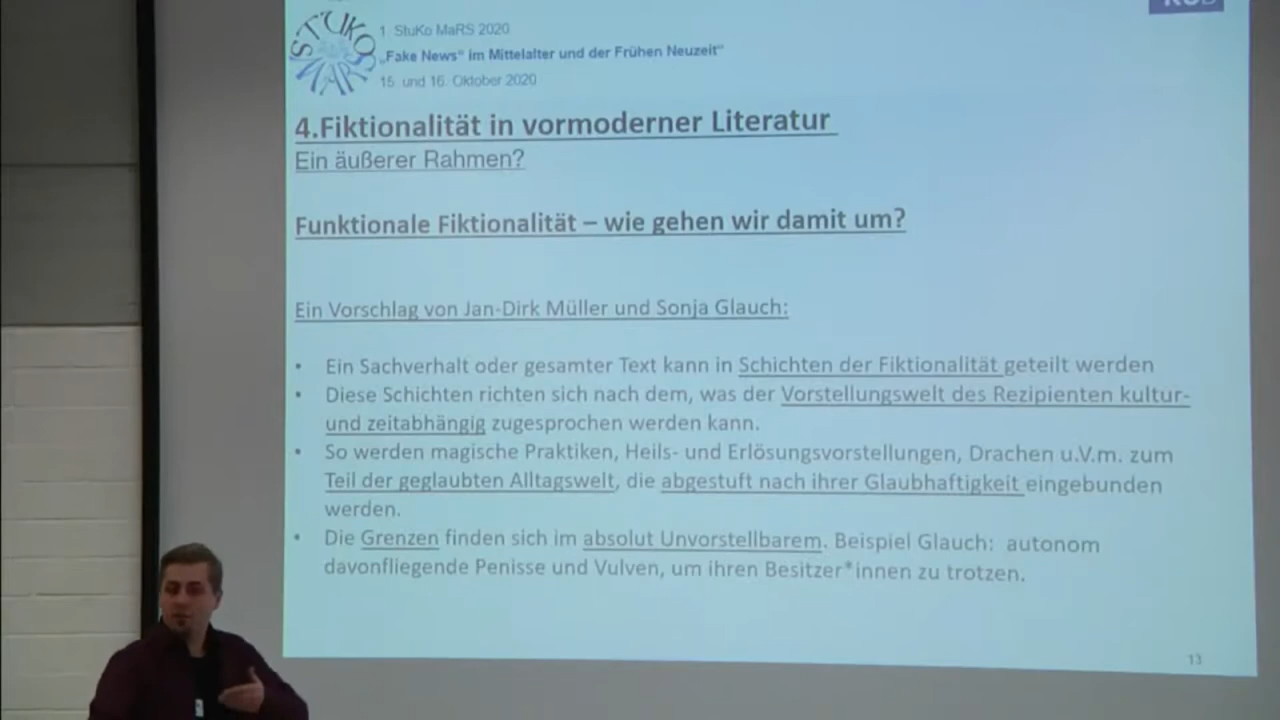 STUKO
MARS
1. StuKo MaRS 2020
„Fake News“ im Mittelalter und der Frühen Neuzeit“
15. und 16. Oktober 2020
4.Fiktionalität in vormoderner Literatur
Ein äußerer Rahmen?
Funktionale Fiktionalität – wie gehen wir damit um?
Ein Vorschlag von Jan-Dirk Müller und Sonja Glauch:
• Ein Sachverhalt oder gesamter Text kann in Schichten der Fiktionalität geteilt werden
• Diese Schichten richten sich nach dem, was der Vorstellungswelt des Rezipienten kultur-
und zeitabhängig zugesprochen werden kann.
• So werden magische Praktiken, Heils- und Erlösungsvorstellungen, Drachen u.V.m. zum
Teil der geglaubten Alltagswelt, die abgestuft nach ihrer Glaubhaftigkeit eingebunden
werden.
• Die Grenzen finden sich im absolut Unvorstellbarem. Beispiel Glauch: autonom
davonfliegende Penisse und Vulven, um ihren Besitzer*innen zu trotzen.
13